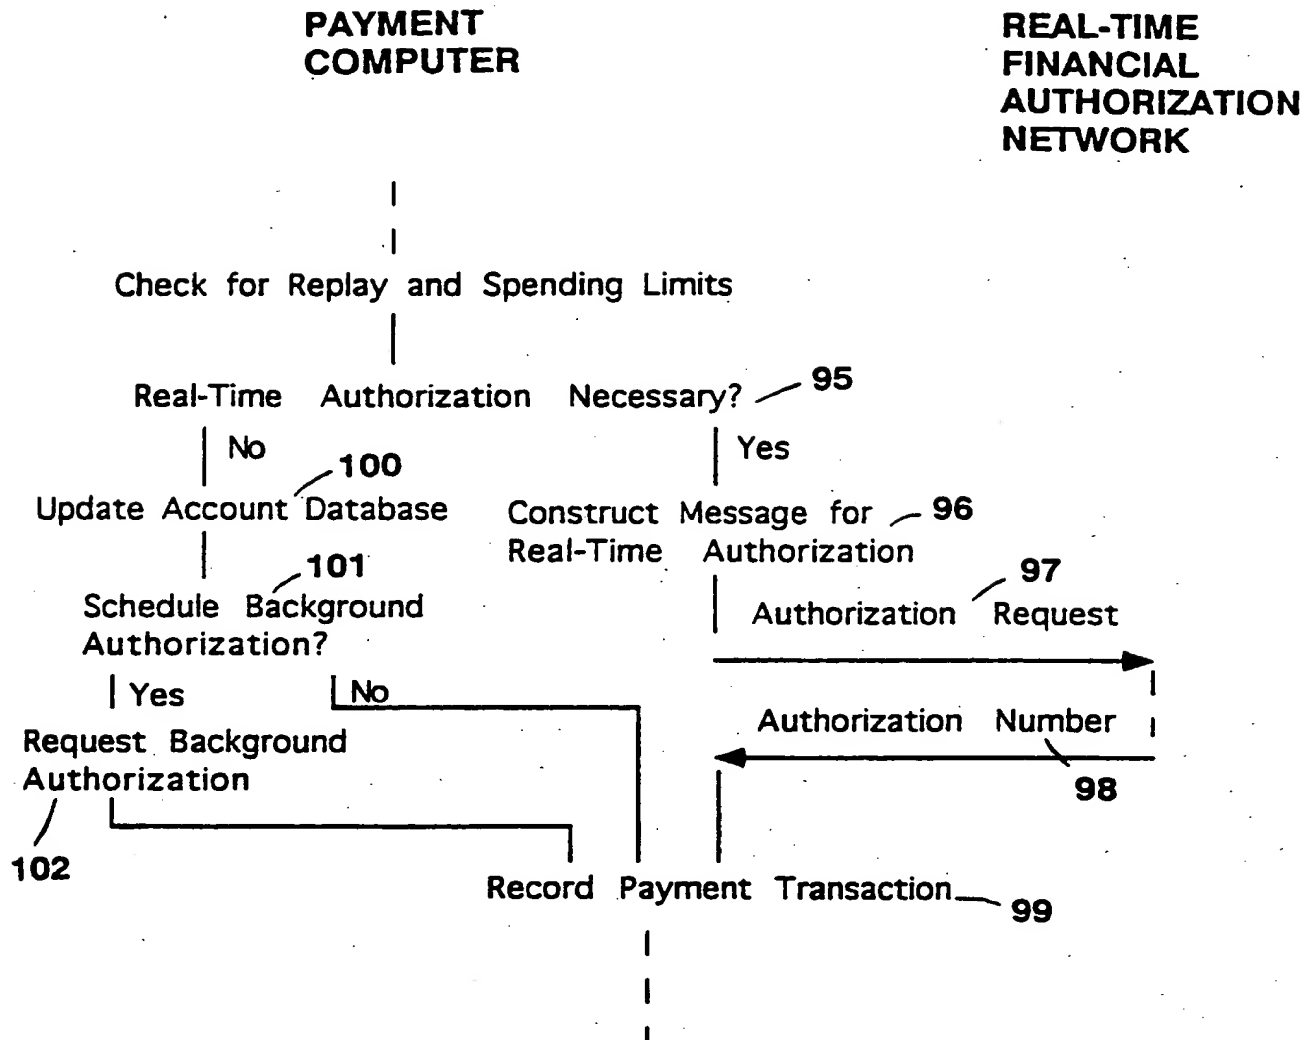 PAYMENT
COMPUTER
REAL-TIME
FINANCIAL
AUTHORIZATION
NETWORK
Check for Replay and Spending Limits
Real-Time Authorization Necessary?
95
No
Yes
100
Update Account Database
Construct Message for
Real-Time Authorization
96
101
Schedule Background
Authorization?
97
Authorization Request
Yes
No
Authorization Number
98
Request Background
Authorization
102
Record Payment Transaction
99